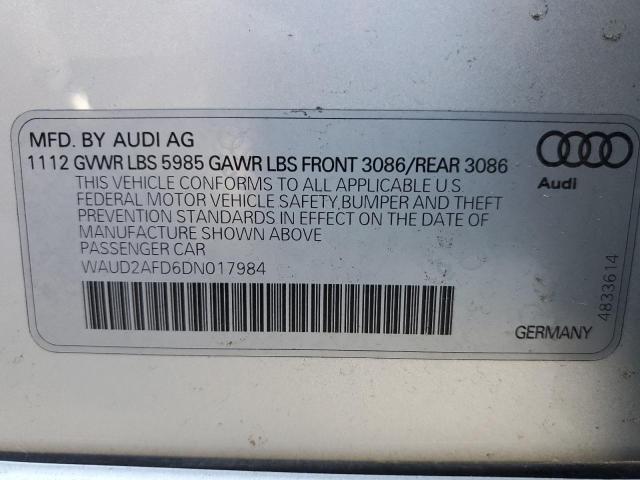 MFD. BY AUDI AG
1112 GVWR LBS 5985 GAWR LBS FRONT 3086/REAR 3086
THIS VEHICLE CONFORMS TO ALL APPLICABLE U.S.
FEDERAL MOTOR VEHICLE SAFETY,BUMPER AND THEFT
PREVENTION STANDARDS IN EFFECT ON THE DATE OF
MANUFACTURE SHOWN ABOVE
PASSENGER CAR
WAUD2AFD6DN017984
Audi
4833614
GERMANY